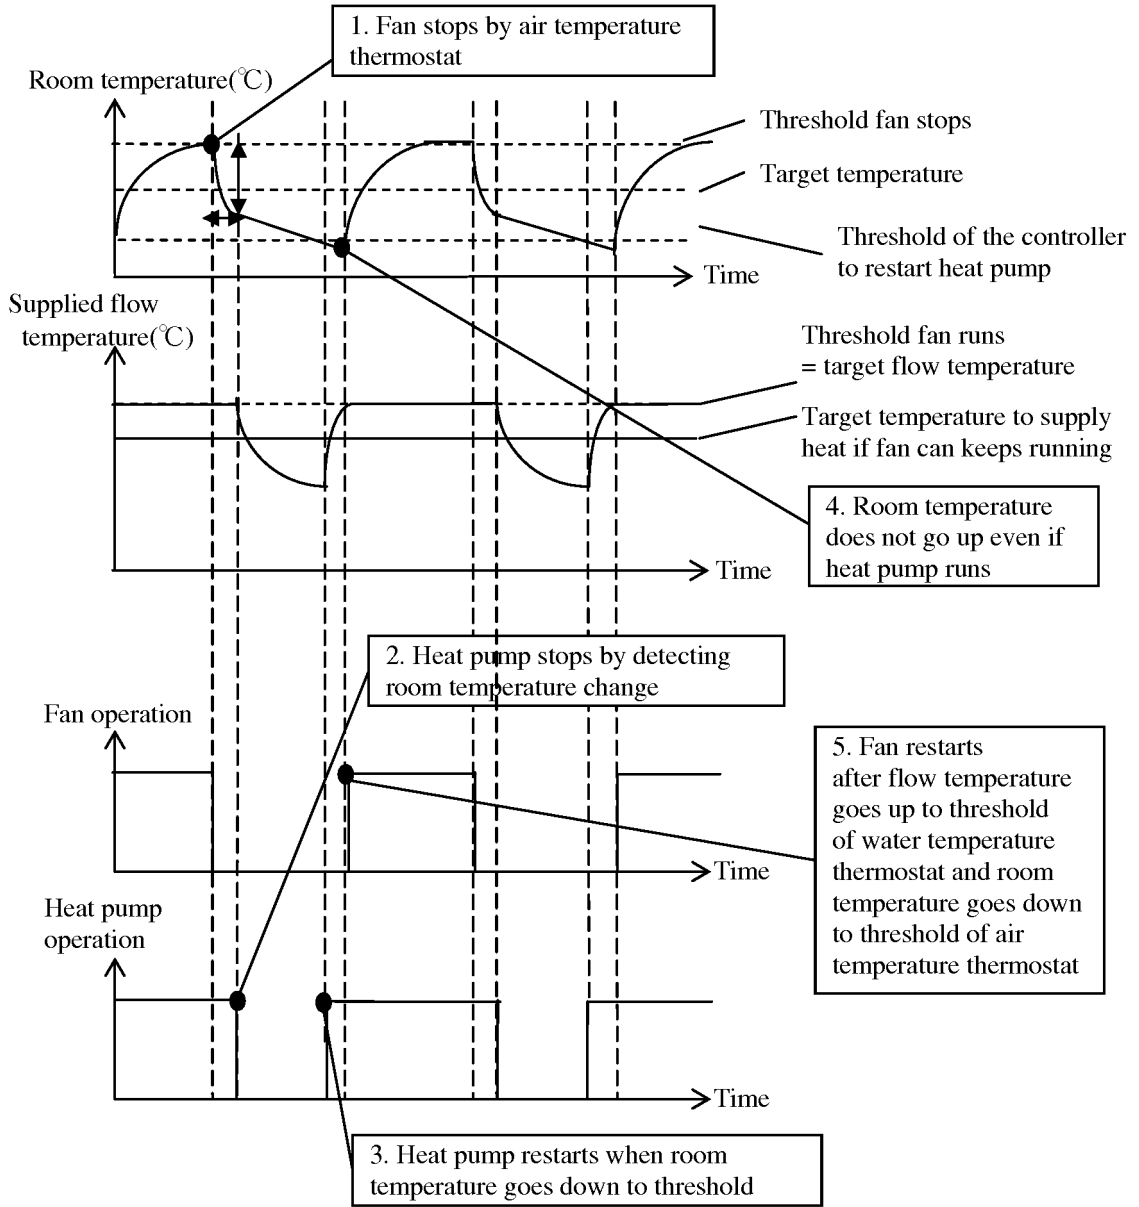 1. Fan stops by air temperature
thermostat
Room temperature(℃)
Threshold fan stops
Target temperature
Threshold of the controller
to restart heat pump
Time
Supplied flow
temperature(℃)
Threshold fan runs
= target flow temperature
Target temperature to supply
heat if fan can keeps running
4. Room temperature
does not go up even if
heat pump runs
Time
2. Heat pump stops by detecting
room temperature change
Fan operation
5. Fan restarts
after flow temperature
goes up to threshold
of water temperature
thermostat and room
temperature goes down
to threshold of air
temperature thermostat
Time
Heat pump
operation
Time
3. Heat pump restarts when room
temperature goes down to threshold